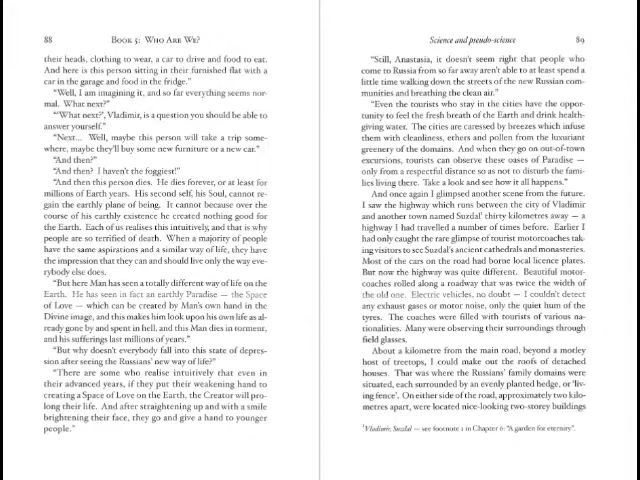 88 Book 5: Who Are We?
their heads, clothing to wear, a car to drive and food to eat.
And here is this person sitting in their furnished flat with a
car in the garage and food in the fridge."
"Well, I am imagining it, and so far everything seems nor-
mal. What next?"
"'What next?', Vladimir, is a question you should be able to
answer yourself."
"Next... Well, maybe this person will take a trip some-
where, maybe they'll buy some new furniture or a new car."
"And then?"
"And then? I haven't the foggiest!"
"And then this person dies. He dies forever, or at least for
millions of Earth years. His second self, his Soul, cannot re-
gain the earthly plane of being. It cannot because over the
course of his earthly existence he created nothing good for
the Earth. Each of us realises this intuitively, and that is why
people are so terrified of death. When a majority of people
have the same aspirations and a similar way of life, they have
the impression that they can and should live only the way eve-
rybody else does.
"But here Man has seen a totally different way of life on the
Earth. He has seen in fact an earthly Paradise — the Space
of Love — which can be created by Man's own hand in the
Divine image, and this makes him look upon his own life as al-
ready gone by and spent in hell, and this Man dies in torment,
and his sufferings last millions of years."
"But why doesn't everybody fall into this state of depres-
sion after seeing the Russians' new way of life?"
"There are some who realise intuitively that even in
their advanced years, if they put their weakening hand to
creating a Space of Love on the Earth, the Creator will pro-
long their life. And after straightening up and with a smile
brightening their face, they go and give a hand to younger
people."
Science and pseudo-science 89
"Still, Anastasia, it doesn't seem right that people who
come to Russia from so far away aren't able to at least spend a
little time walking down the streets of the new Russian com-
munities and breathing the clean air."
"Even the tourists who stay in the cities have the oppor-
tunity to feel the fresh breath of the Earth and drink health-
giving water. The cities are caressed by breezes which infuse
them with cleanliness, ethers and pollen from the luxuriant
greenery of the domains. And when they go on out-of-town
excursions, tourists can observe these oases of Paradise —
only from a respectful distance so as not to disturb the fami-
lies living there. Take a look and see how it all happens."
And once again I glimpsed another scene from the future.
I saw the highway which runs between the city of Vladimir
and another town named Suzdal¹ thirty kilometres away — a
highway I had travelled a number of times before. Earlier I
had only caught the rare glimpse of tourist motorcoaches tak-
ing visitors to see Suzdal's ancient cathedrals and monasteries.
Most of the cars on the road had borne local licence plates.
But now the highway was quite different. Beautiful motor-
coaches rolled along a roadway that was twice the width of
the old one. Electric vehicles, no doubt — I couldn't detect
any exhaust gases or motor noise, only the quiet hum of the
tyres. The coaches were filled with tourists of various na-
tionalities. Many were observing their surroundings through
field glasses.
About a kilometre from the main road, beyond a motley
host of treetops, I could make out the roofs of detached
houses. That was where the Russians' family domains were
situated, each surrounded by an evenly planted hedge, or 'liv-
ing fence'. On either side of the road, approximately two kilo-
metres apart, were located nice-looking two-storey buildings
¹Vladimir, Suzdal — see footnote 1 in Chapter 6: "A garden for eternity".